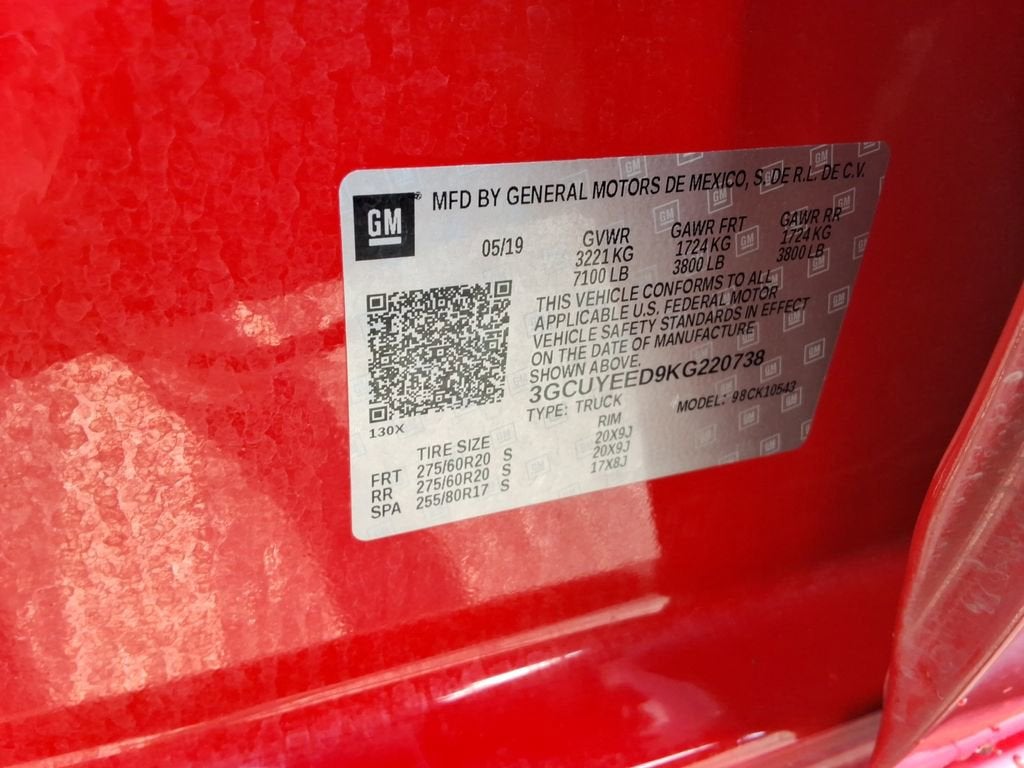 GM
MFD BY GENERAL MOTORS DE MEXICO, S. DE R.L. DE C.V.
05/19
GVWR
3221 KG
7100 LB
GAWR FRT
1724 KG
3800 LB
GAWR RR
1724 KG
3800 LB
THIS VEHICLE CONFORMS TO ALL
APPLICABLE U.S. FEDERAL MOTOR
VEHICLE SAFETY STANDARDS IN EFFECT
ON THE DATE OF MANUFACTURE
SHOWN ABOVE.
3GCUYEED9KG220738
TYPE: TRUCK
MODEL: 98CK10543
130X
TIRE SIZE RIM
FRT 275/60R20 S 20X9J
RR 275/60R20 S 20X9J
SPA 255/80R17 S 17X8J